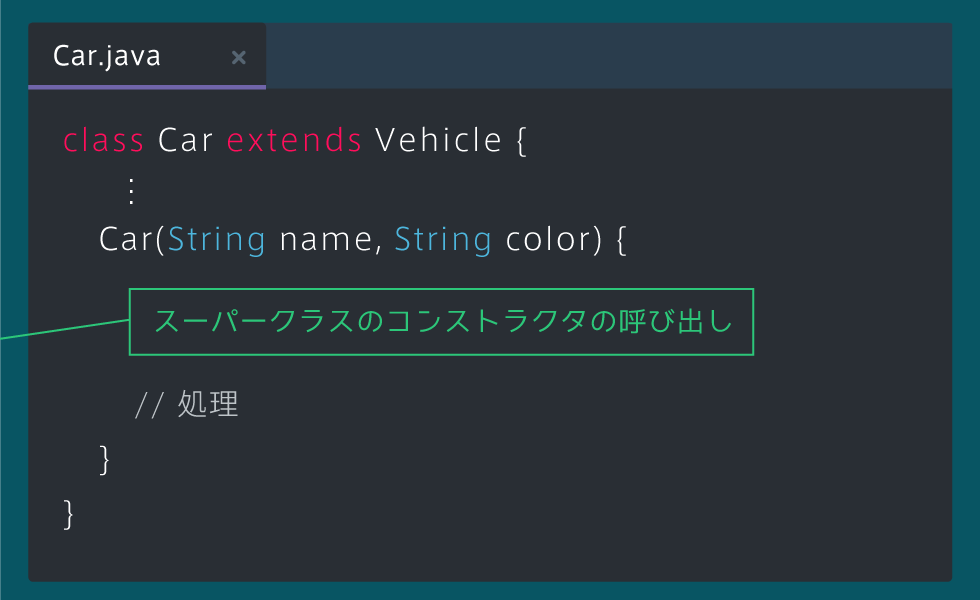 Car.java ×
class Car extends Vehicle {
⋮
Car(String name, String color) {
スーパークラスのコンストラクタの呼び出し
// 処理
}
}